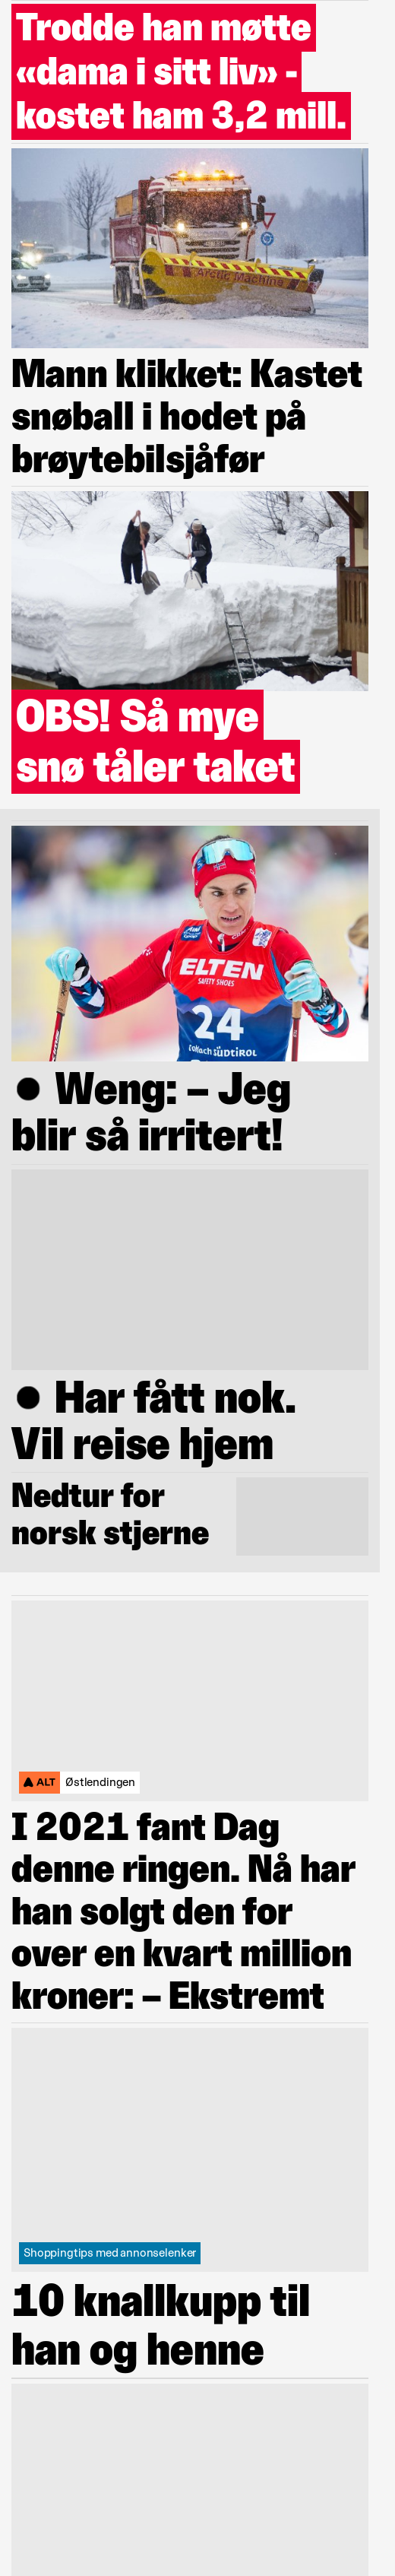 Trodde han møtte
«dama i sitt liv» -
kostet ham 3,2 mill.
Arctic Machine
Mann klikket: Kastet
snøball i hodet på
brøytebilsjåfør
OBS! Så mye
snø tåler taket
ELTEN
SAFETY SHOES
24
SÜDTIROL
● Weng: – Jeg
blir så irritert!
● Har fått nok.
Vil reise hjem
Nedtur for
norsk stjerne
ALT Østlendingen
I 2021 fant Dag
denne ringen. Nå har
han solgt den for
over en kvart million
kroner: – Ekstremt
Shoppingtips med annonselenker
10 knallkupp til
han og henne